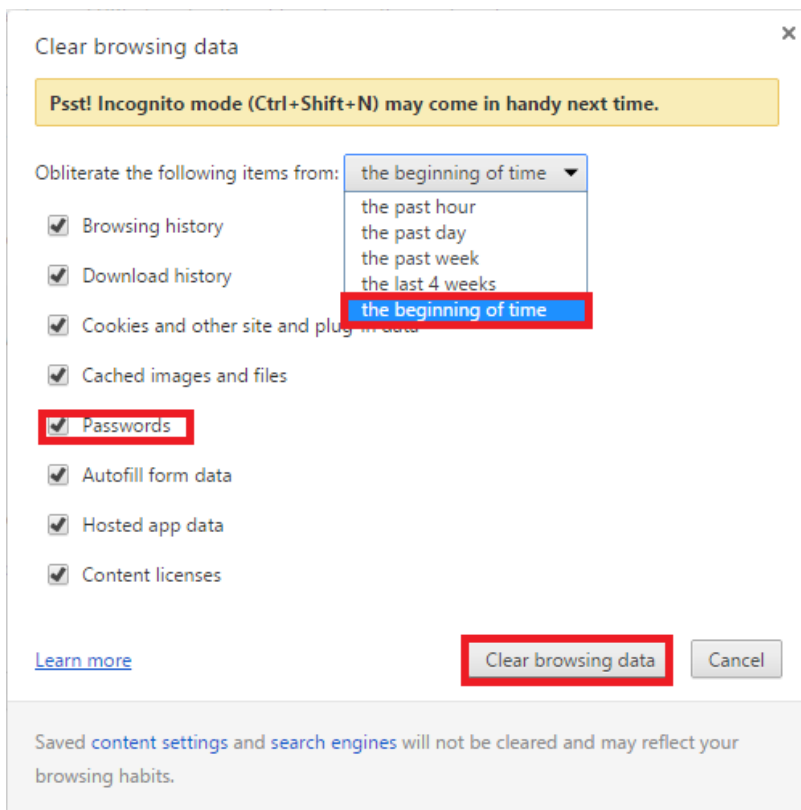 Clear browsing data
Psst! Incognito mode (Ctrl+Shift+N) may come in handy next time.
Obliterate the following items from: the beginning of time
the past hour
the past day
the past week
the last 4 weeks
the beginning of time
Browsing history
Download history
Cookies and other site and plug-in data
Cached images and files
Passwords
Autofill form data
Hosted app data
Content licenses
Learn more
Clear browsing data
Cancel
Saved content settings and search engines will not be cleared and may reflect your
browsing habits.